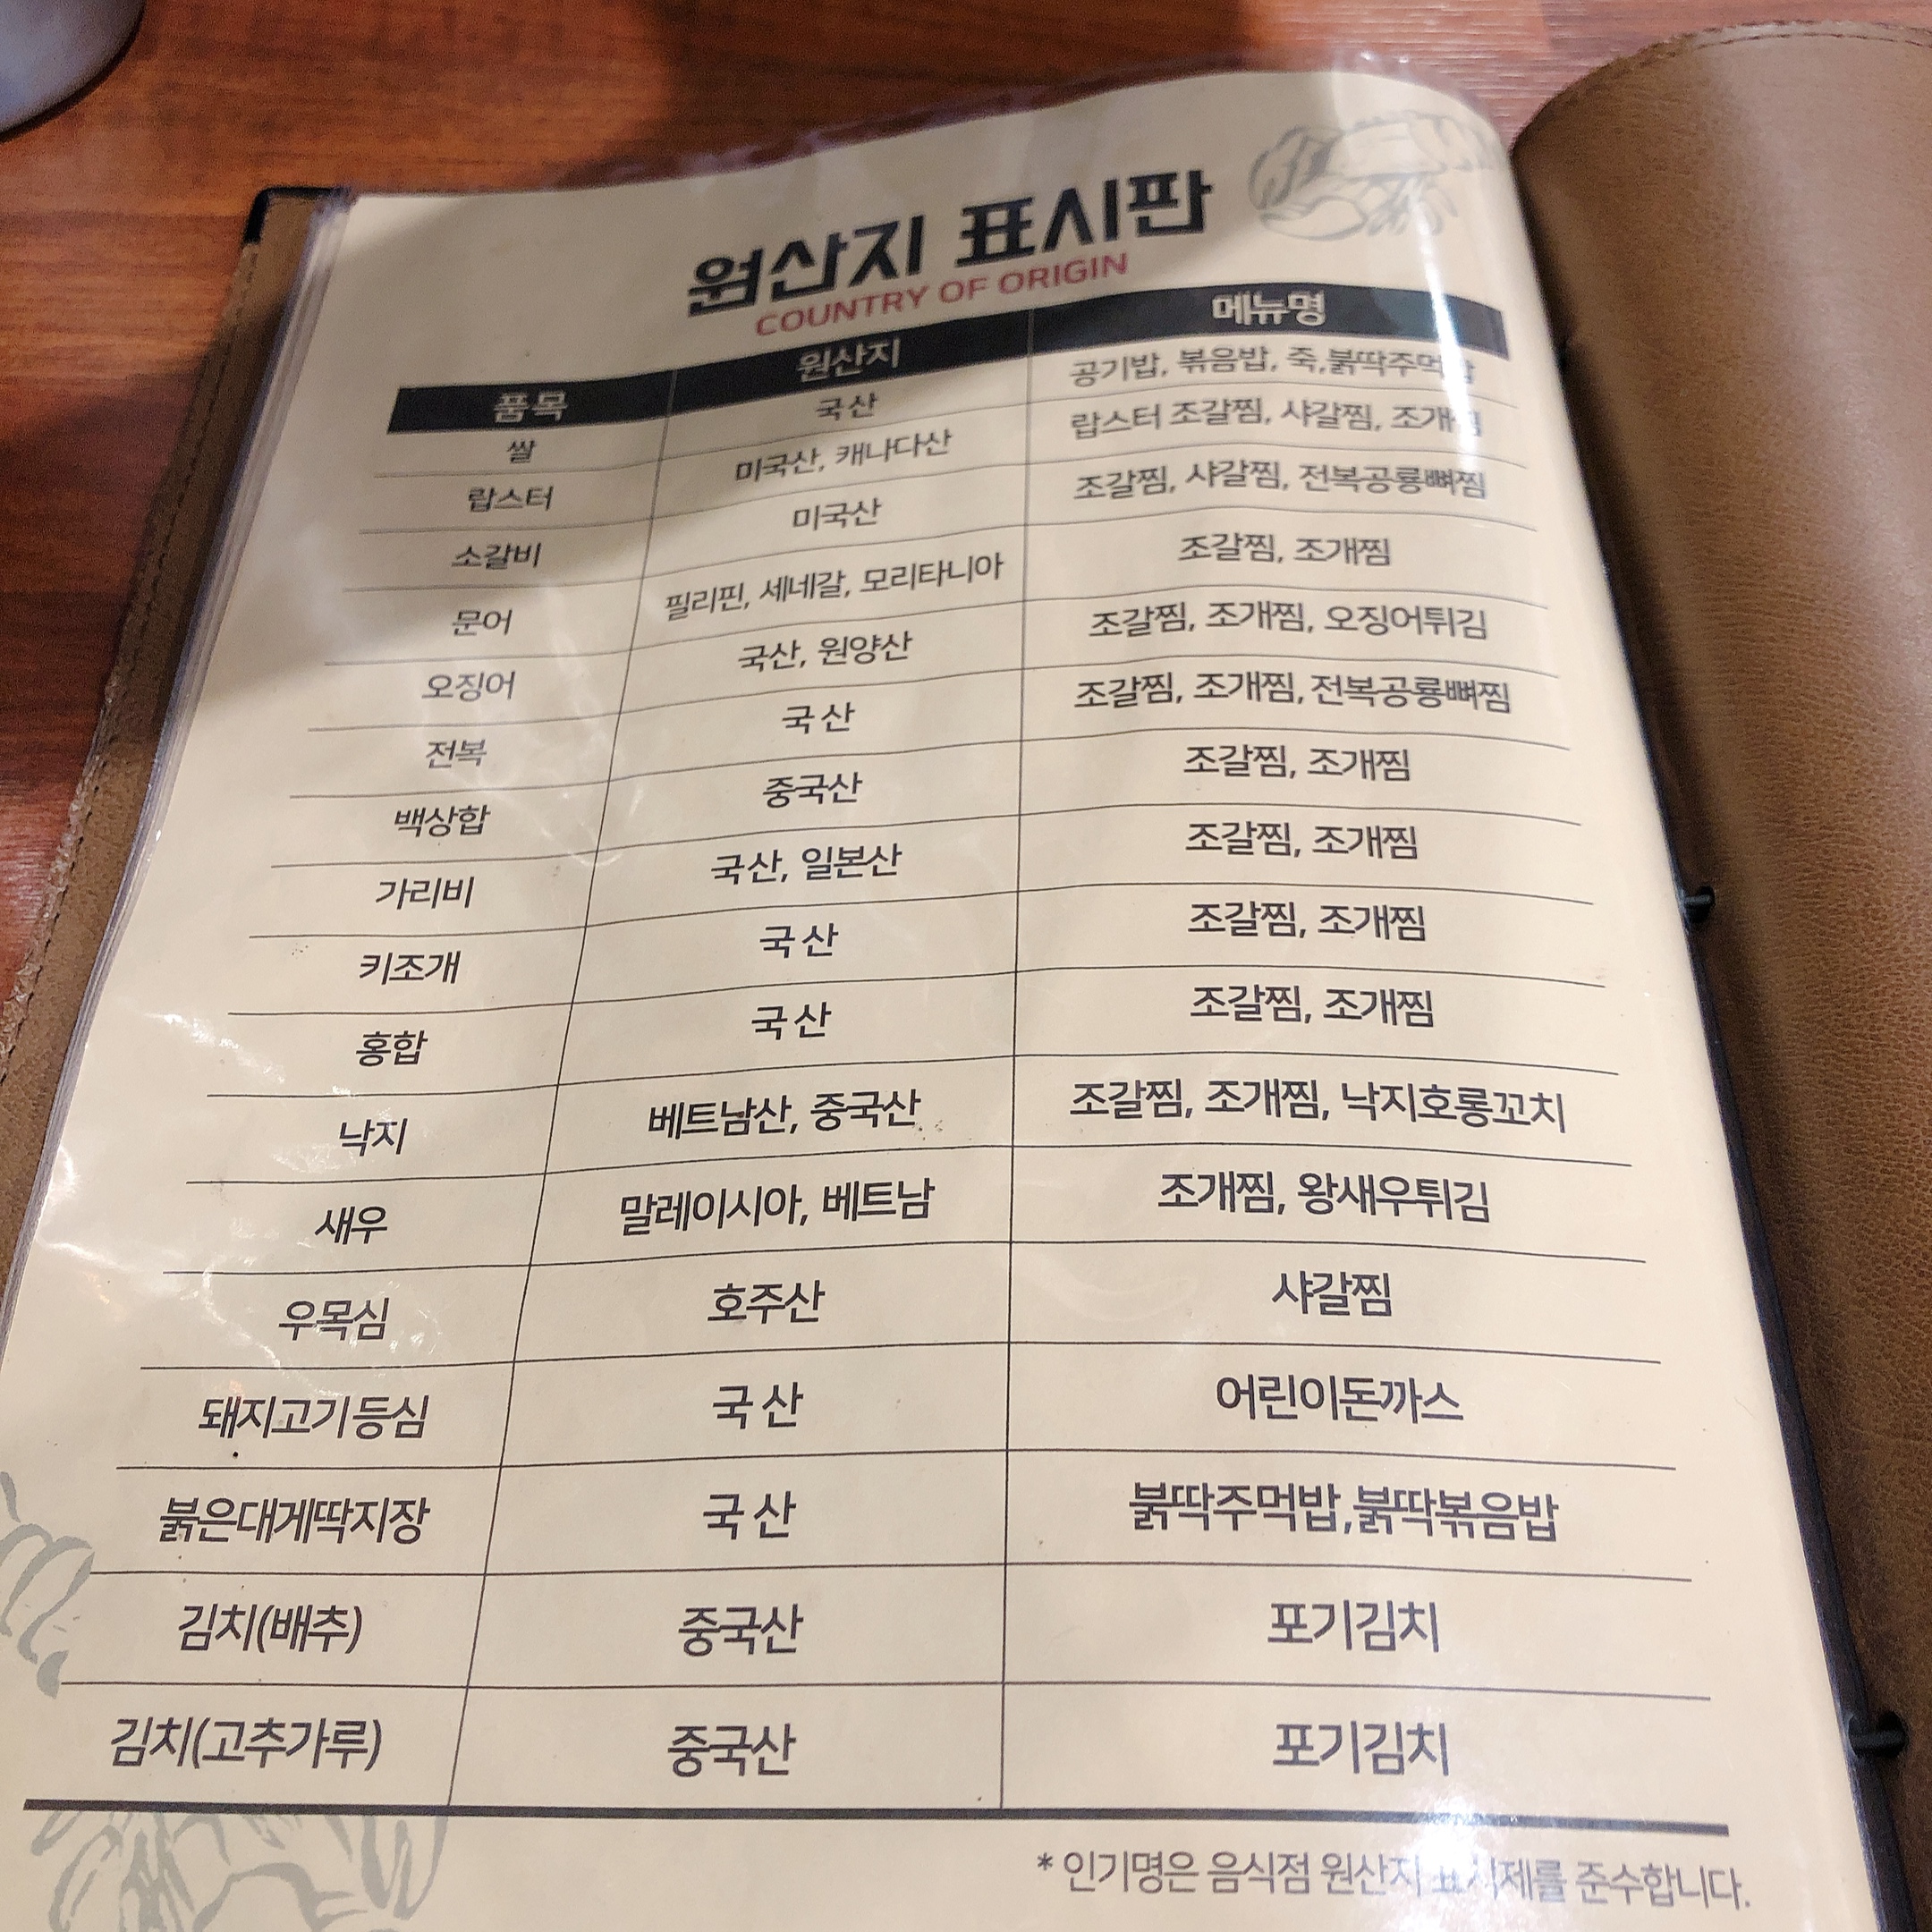 원산지 표시판
COUNTRY OF ORIGIN
품목 원산지 메뉴명
쌀 국산 공기밥, 볶음밥, 죽,붉딱주먹밥
랍스터 미국산, 캐나다산 랍스터 조갈찜, 샤갈찜, 조개찜
소갈비 미국산 조갈찜, 샤갈찜, 전복공룡뼈찜
문어 필리핀, 세네갈, 모리타니아 조갈찜, 조개찜
오징어 국산, 원양산 조갈찜, 조개찜, 오징어튀김
전복 국산 조갈찜, 조개찜, 전복공룡뼈찜
백상합 중국산 조갈찜, 조개찜
가리비 국산, 일본산 조갈찜, 조개찜
키조개 국산 조갈찜, 조개찜
홍합 국산 조갈찜, 조개찜
낙지 베트남산, 중국산 조갈찜, 조개찜, 낙지호롱꼬치
새우 말레이시아, 베트남 조개찜, 왕새우튀김
우목심 호주산 샤갈찜
돼지고기등심 국산 어린이돈까스
붉은대게딱지장 국산 붉딱주먹밥,붉딱볶음밥
김치(배추) 중국산 포기김치
김치(고추가루) 중국산 포기김치
* 인기명은 음식점 원산지 표시제를 준수합니다.